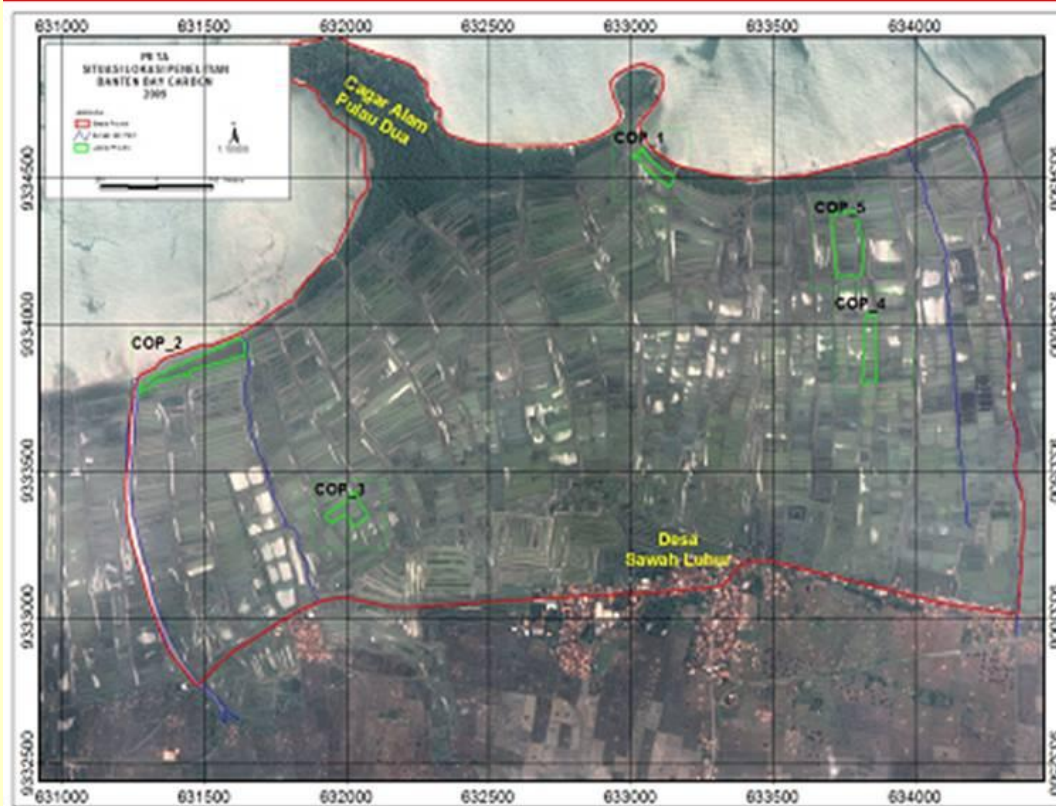 631000 631500 632000 632500 633000 633500 634000
PETA
SITUASI LOKASI PENELITIAN
BANTEN BAY CARBON
2009
Cagar Alam
Pulau Dua
COP_1
9334500
COP_5
COP_4
9334000
COP_2
9333500
COP_3
Desa
Sawah Luhur
9333000
9332500
631000 631500 632000 632500 633000 633500 634000